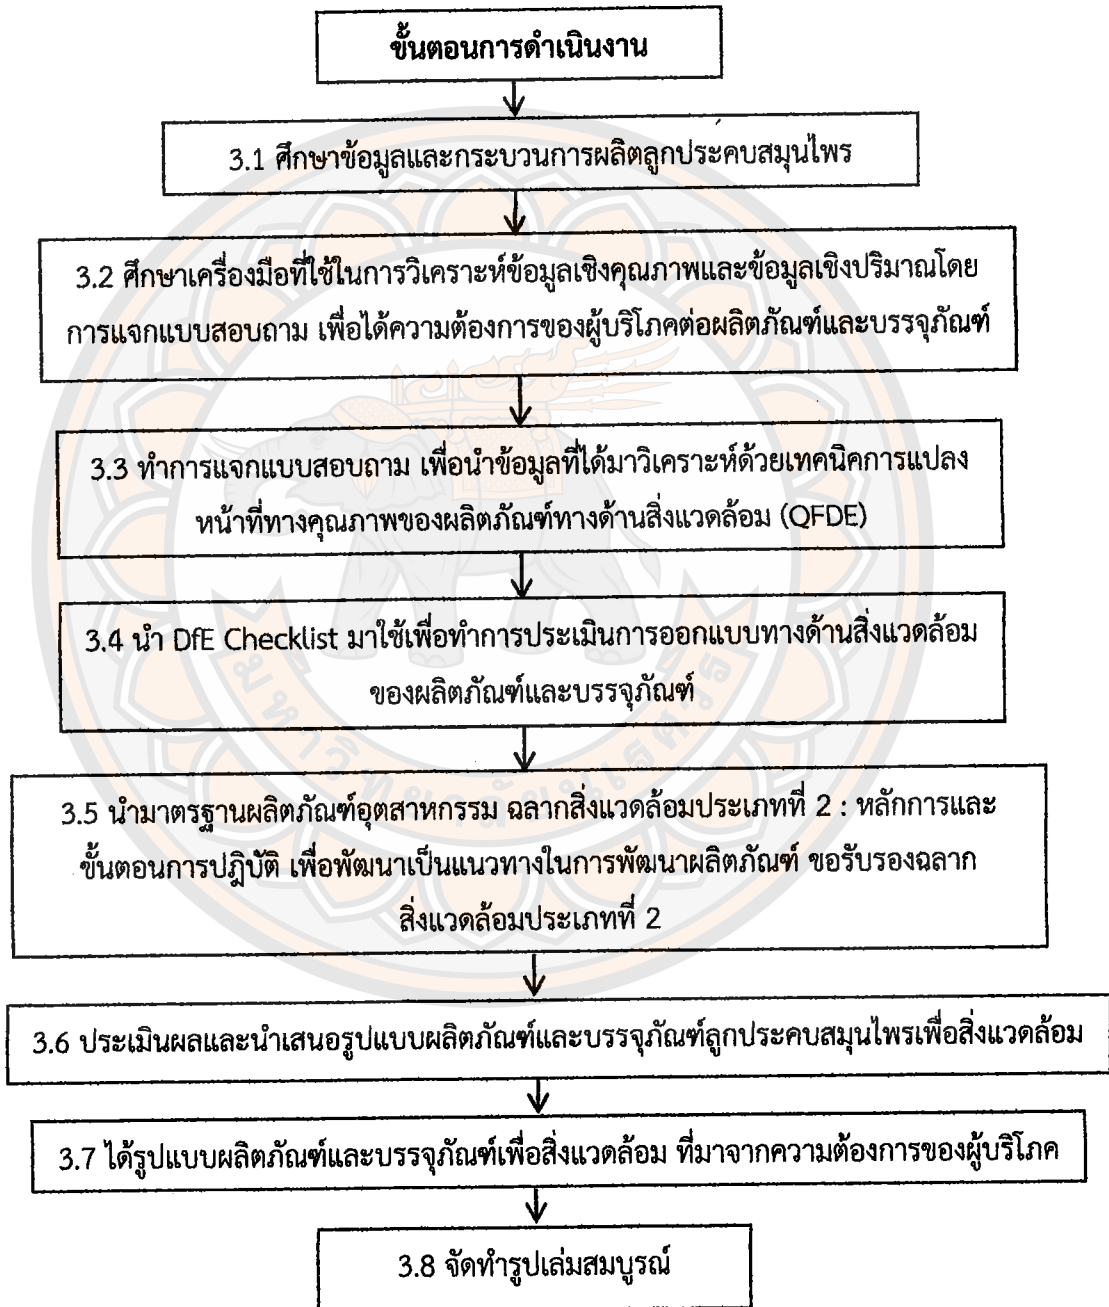 ขั้นตอนการดำเนินงาน
3.1 ศึกษาข้อมูลและกระบวนการผลิตลูกประคบสมุนไพร
3.2 ศึกษาเครื่องมือที่ใช้ในการวิเคราะห์ข้อมูลเชิงคุณภาพและข้อมูลเชิงปริมาณโดย
การแจกแบบสอบถาม เพื่อได้ความต้องการของผู้บริโภคต่อผลิตภัณฑ์และบรรจุภัณฑ์
3.3 ทำการแจกแบบสอบถาม เพื่อนำข้อมูลที่ได้มาวิเคราะห์ด้วยเทคนิคการแปลง
หน้าที่ทางคุณภาพของผลิตภัณฑ์ทางด้านสิ่งแวดล้อม (QFDE)
3.4 นำ DfE Checklist มาใช้เพื่อทำการประเมินการออกแบบทางด้านสิ่งแวดล้อม
ของผลิตภัณฑ์และบรรจุภัณฑ์
มหาวิทยาลัยนเรศวร
3.5 นำมาตรฐานผลิตภัณฑ์อุตสาหกรรม ฉลากสิ่งแวดล้อมประเภทที่ 2 : หลักการและ
ขั้นตอนการปฏิบัติ เพื่อพัฒนาเป็นแนวทางในการพัฒนาผลิตภัณฑ์ ขอรับรองฉลาก
สิ่งแวดล้อมประเภทที่ 2
3.6 ประเมินผลและนำเสนอรูปแบบผลิตภัณฑ์และบรรจุภัณฑ์ลูกประคบสมุนไพรเพื่อสิ่งแวดล้อม
3.7 ได้รูปแบบผลิตภัณฑ์และบรรจุภัณฑ์เพื่อสิ่งแวดล้อม ที่มาจากความต้องการของผู้บริโภค
3.8 จัดทำรูปเล่มสมบูรณ์